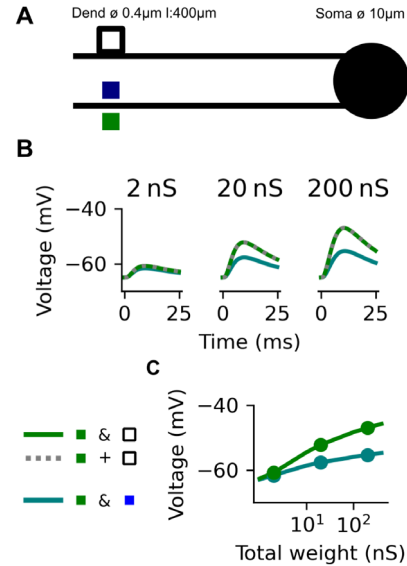 A
Dend ø 0.4µm l:400µm
Soma ø 10µm
B
2 nS
20 nS
200 nS
Voltage (mV)
−40
−60
0
25
0
25
0
25
Time (ms)
C
&
+
&
Voltage (mV)
−40
−60
10¹
10²
Total weight (nS)